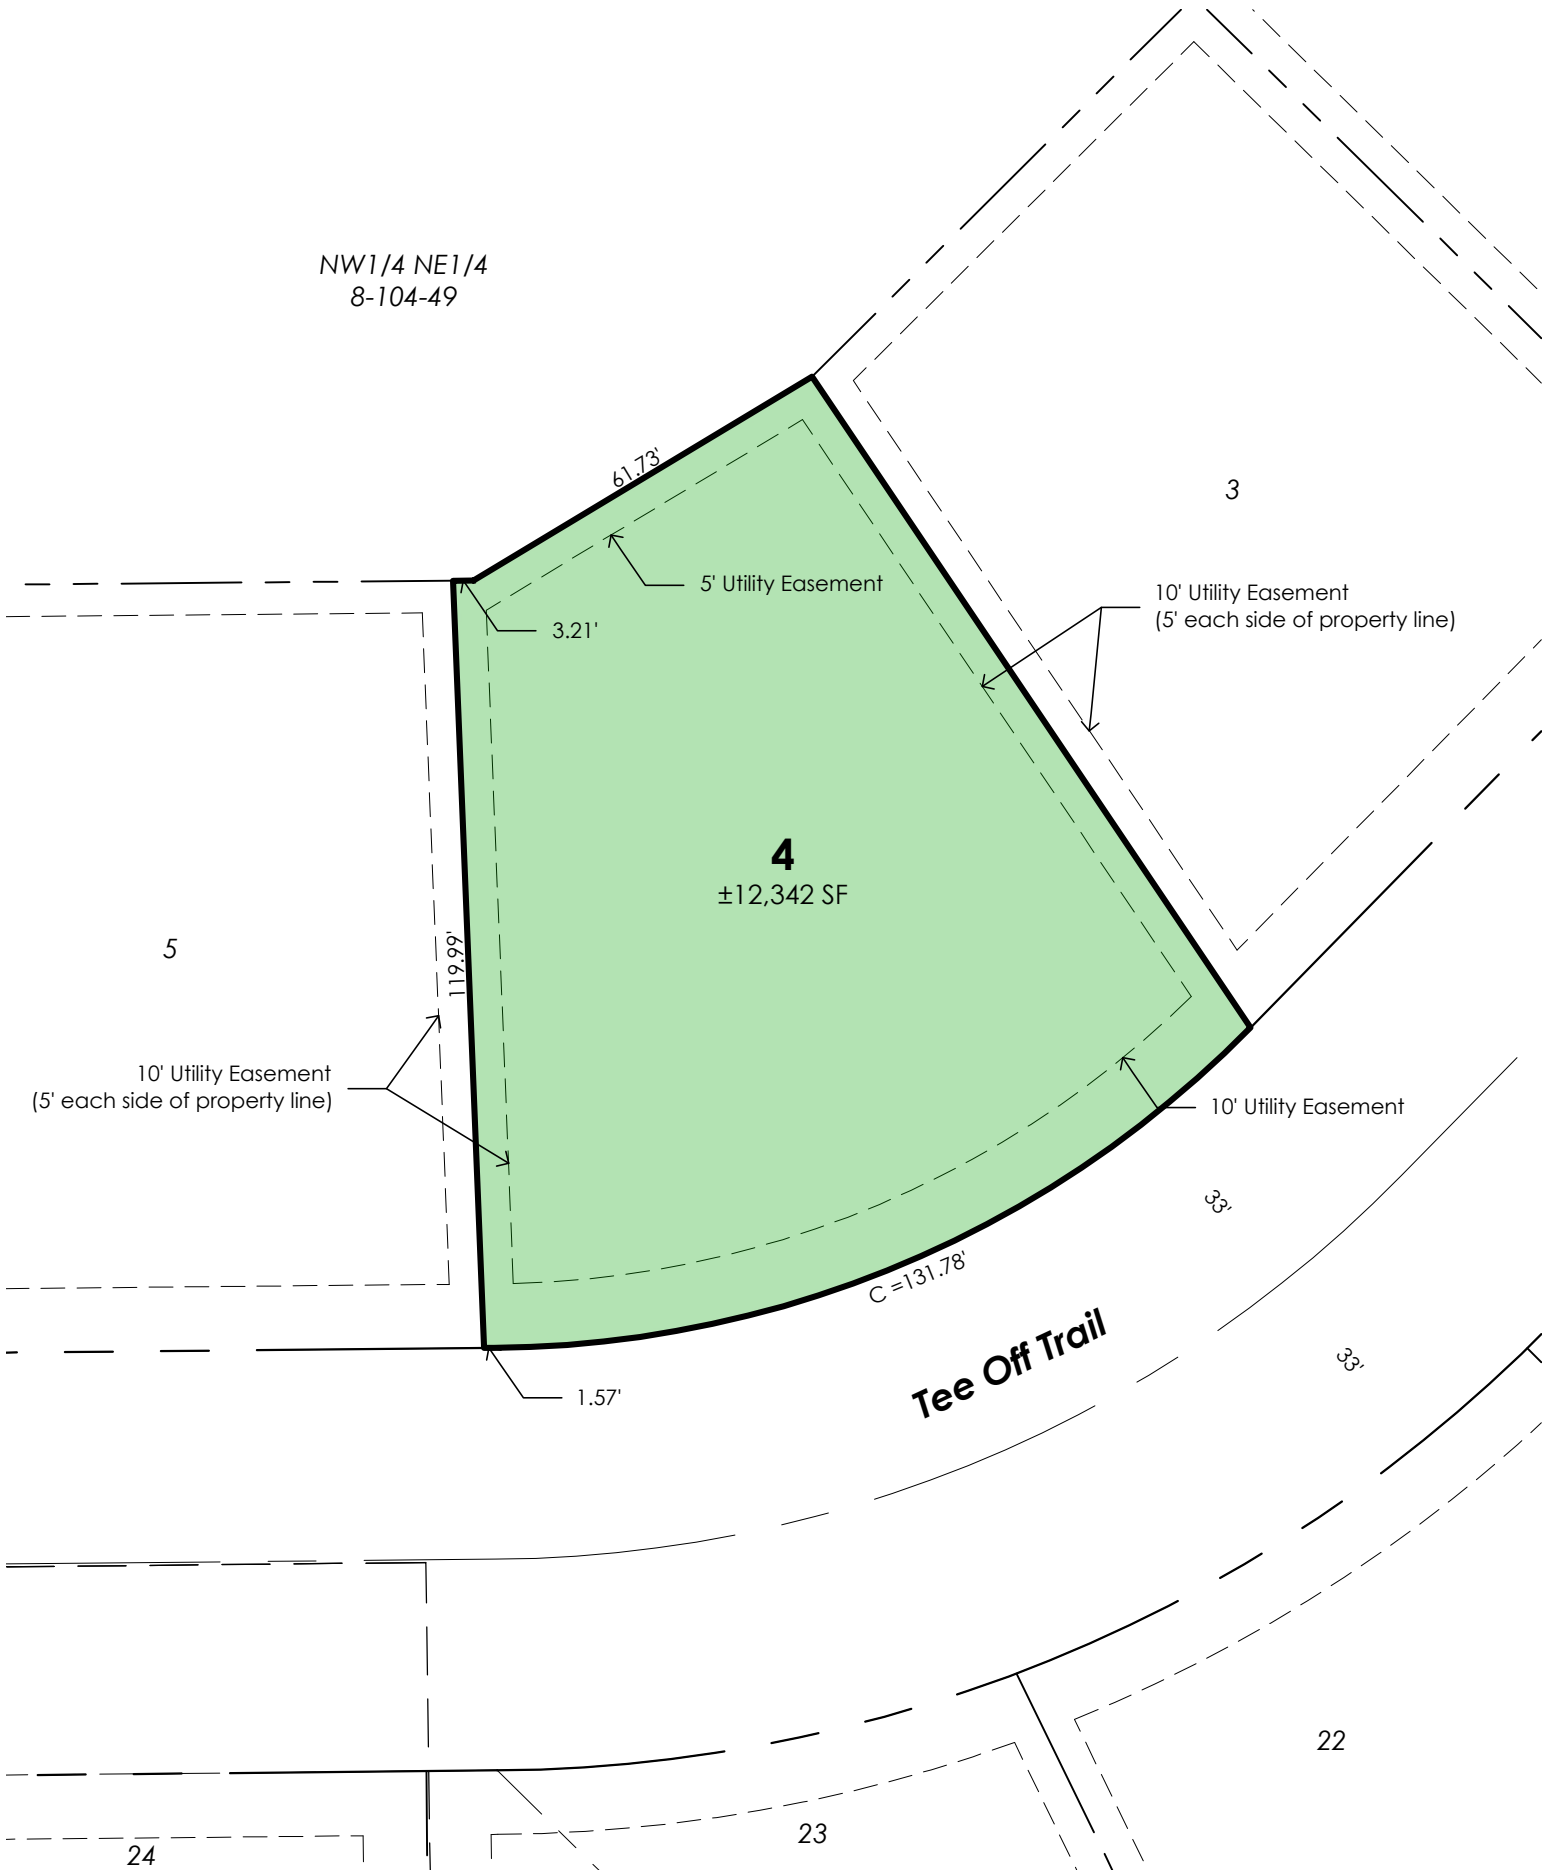 NW1/4 NE1/4
8-104-49
61.73'
3
5' Utility Easement
10' Utility Easement
(5' each side of property line)
3.21'
4
±12,342 SF
5
119.99'
10' Utility Easement
(5' each side of property line)
10' Utility Easement
33'
C =131.78'
Tee Off Trail
33'
1.57'
22
23
24